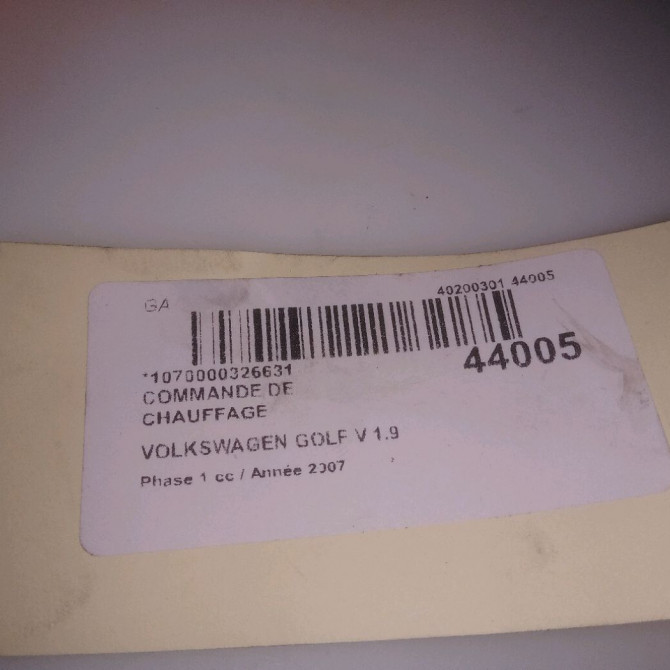 GA
40200301 44005
*1070000326631
44005
COMMANDE DE
CHAUFFAGE
VOLKSWAGEN GOLF V 1.9
Phase 1 cc / Année 2007